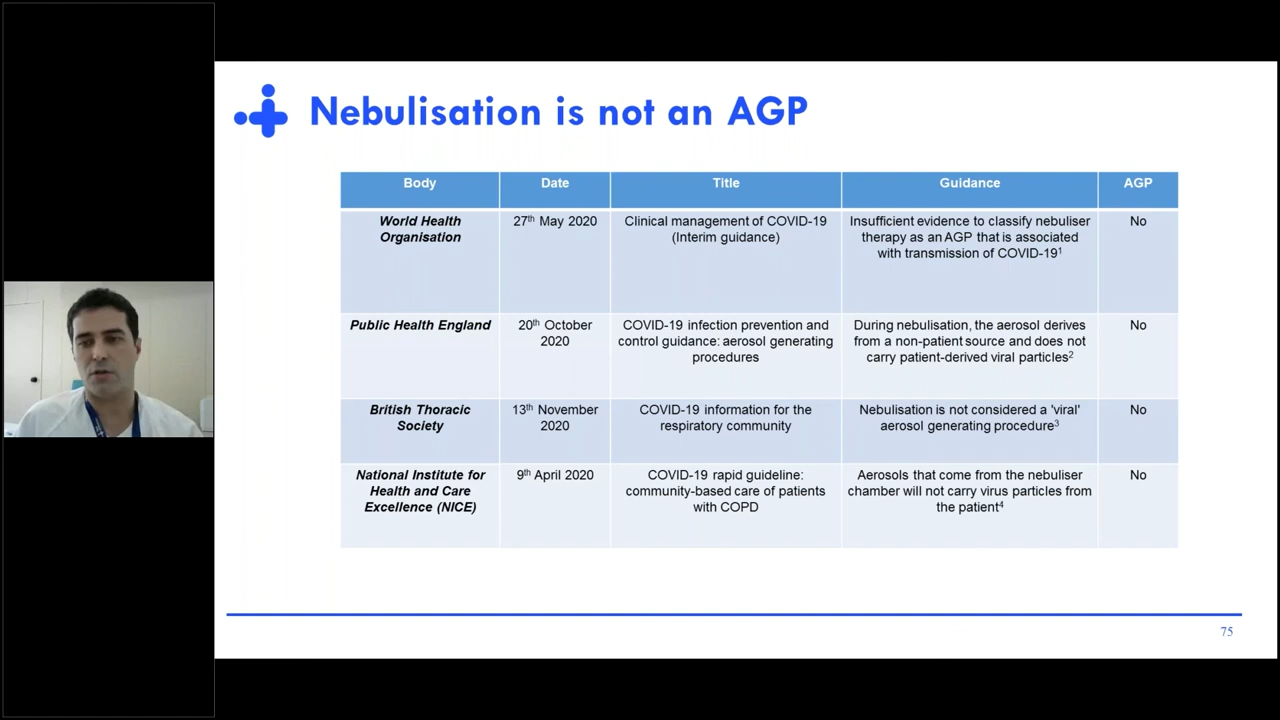 Nebulisation is not an AGP
Body Date Title Guidance AGP
World Health
Organisation
27th May 2020
Clinical management of COVID-19
(Interim guidance)
Insufficient evidence to classify nebuliser
therapy as an AGP that is associated
with transmission of COVID-19¹
No
Public Health England
20th October
2020
COVID-19 infection prevention and
control guidance: aerosol generating
procedures
During nebulisation, the aerosol derives
from a non-patient source and does not
carry patient-derived viral particles²
No
British Thoracic
Society
13th November
2020
COVID-19 information for the
respiratory community
Nebulisation is not considered a 'viral'
aerosol generating procedure³
No
National Institute for
Health and Care
Excellence (NICE)
9th April 2020
COVID-19 rapid guideline:
community-based care of patients
with COPD
Aerosols that come from the nebuliser
chamber will not carry virus particles from
the patient⁴
No
75